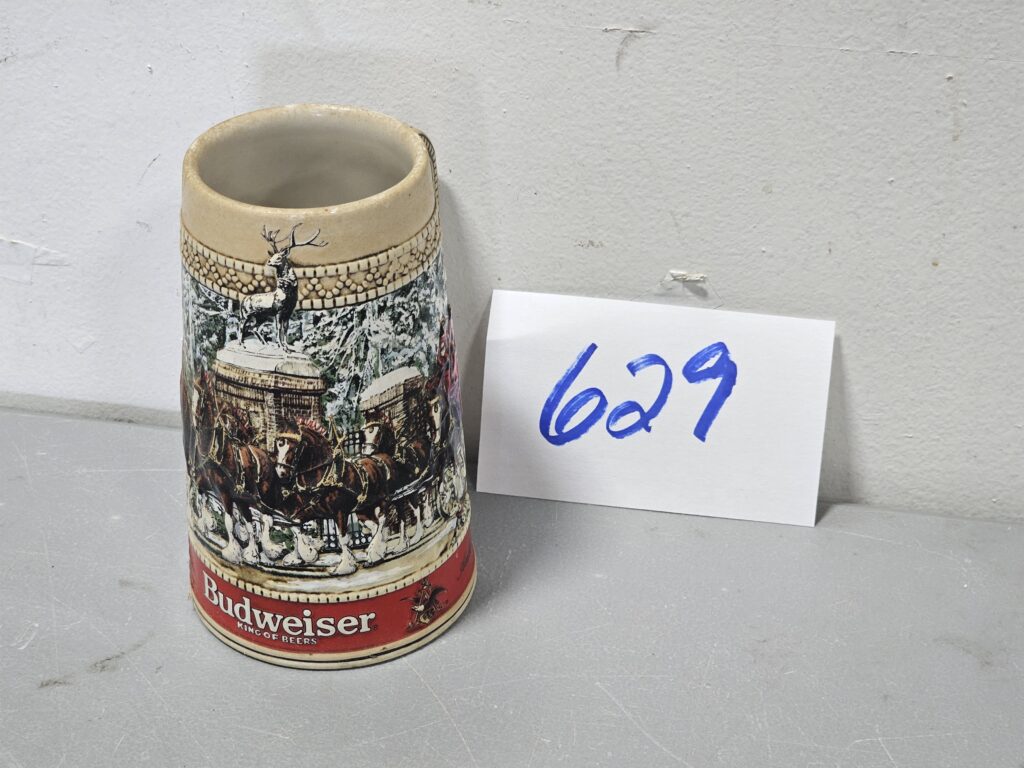 Budweiser
KING OF BEERS
629